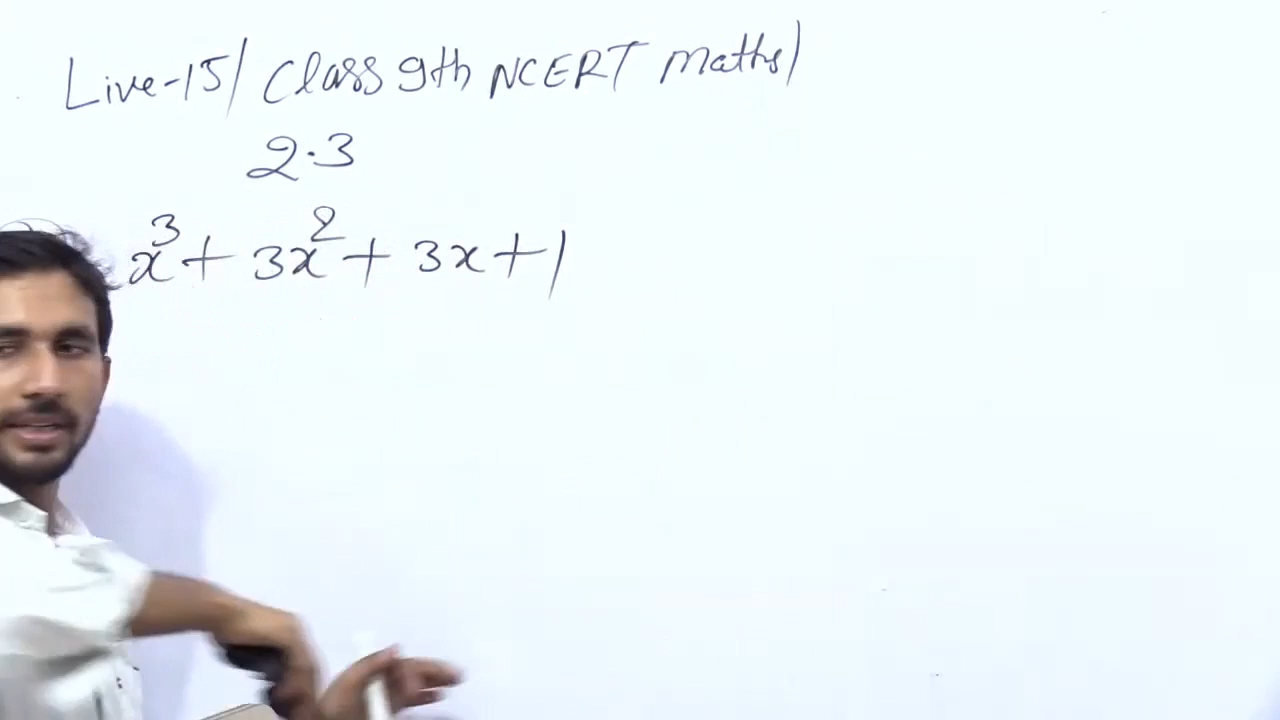 Live-15/ Class 9th NCERT Maths/
2.3
x³ + 3x² + 3x + 1